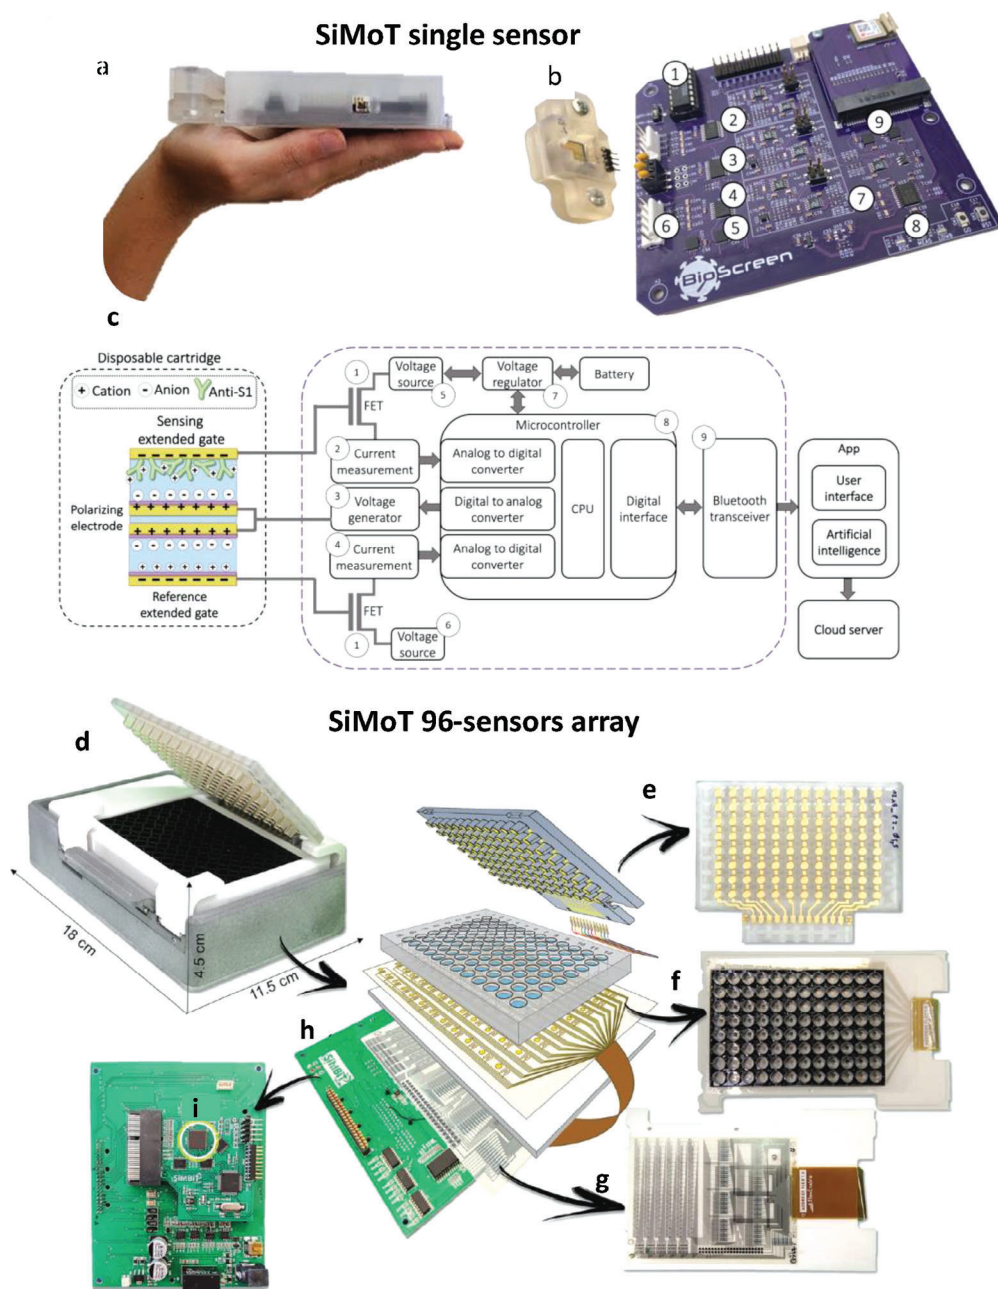 SiMoT single sensor
a
b
1
2
3
4
5
6
7
8
9
BioScreen
c
Disposable cartridge
+ Cation - Anion Anti-S1
Sensing
extended gate
Polarizing
electrode
Reference
extended gate
1
FET
Voltage
source
5
Voltage
regulator
7
Battery
Microcontroller
8
2
Current
measurement
Analog to digital
converter
3
Voltage
generator
Digital to analog
converter
4
Current
measurement
Analog to digital
converter
CPU
Digital
interface
9
Bluetooth
transceiver
App
User
interface
Artificial
intelligence
Cloud server
FET
1
Voltage
source
6
SiMoT 96-sensors array
d
18 cm
4.5 cm
11.5 cm
e
f
g
h
i